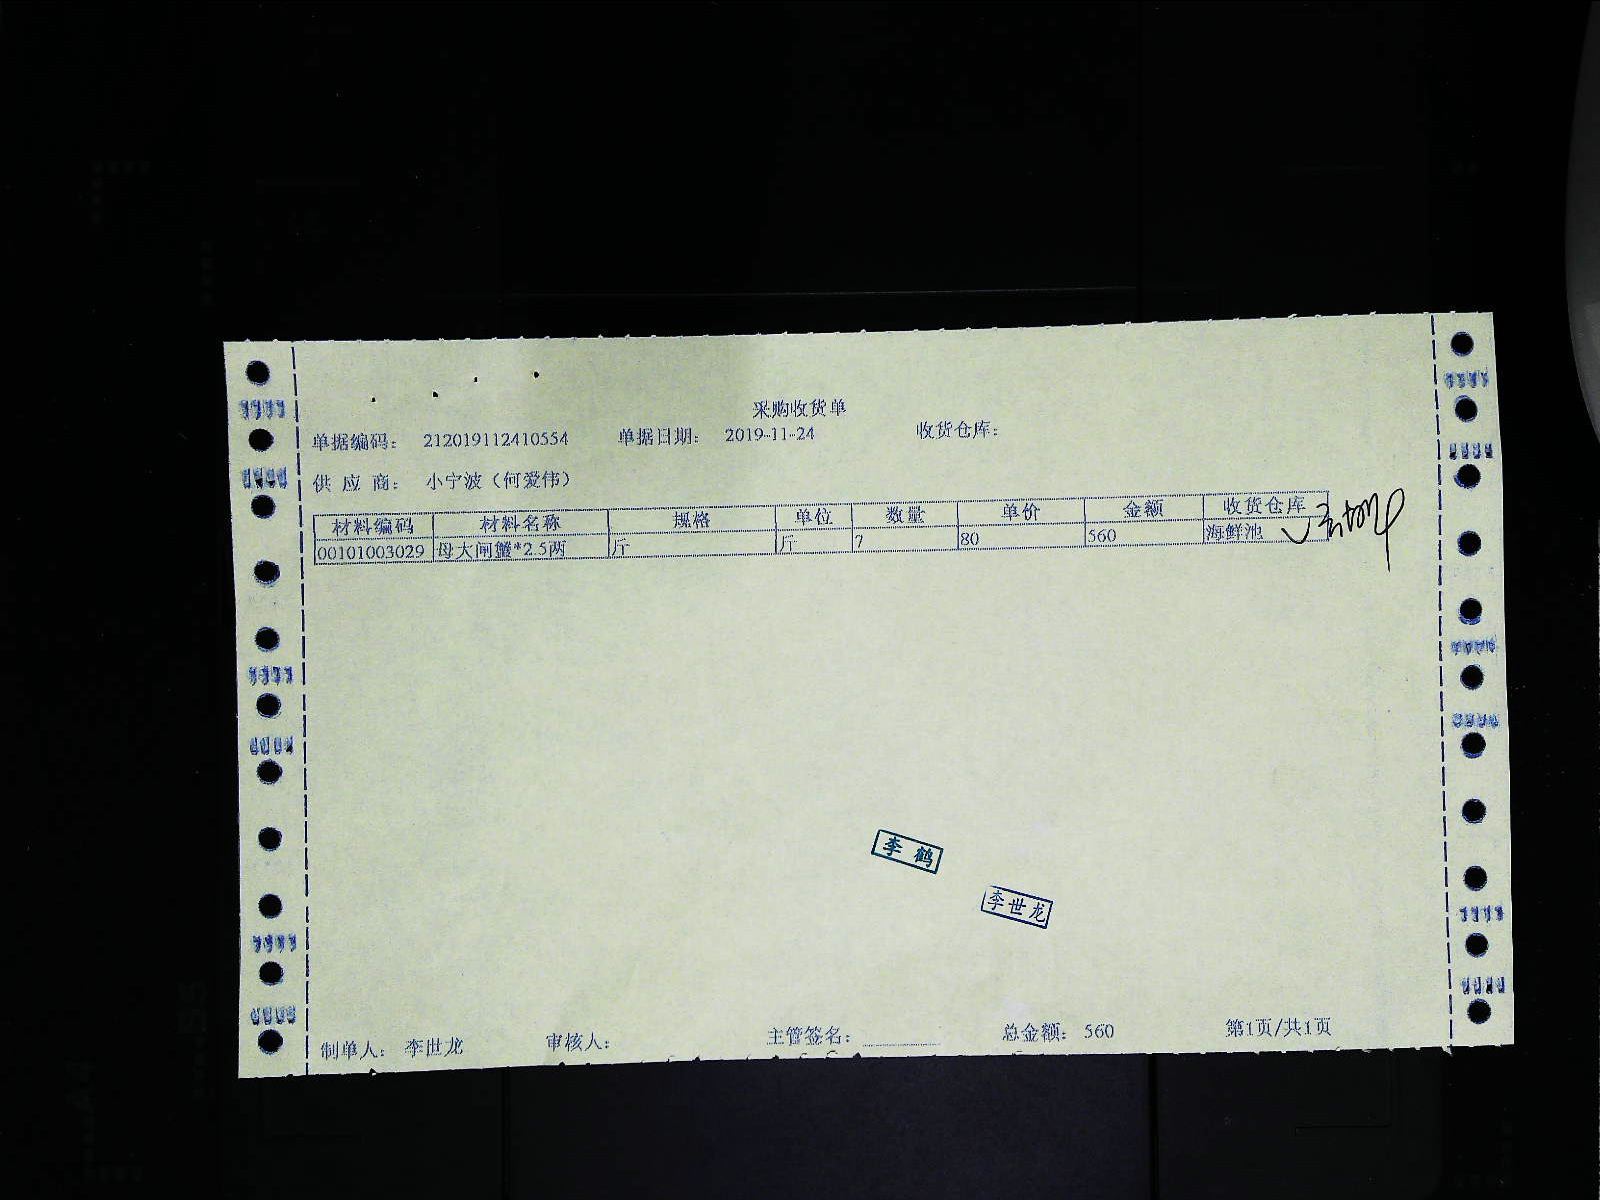 采购收货单
单据编码： 212019112410554 单据日期： 2019-11-24 收货仓库：
供 应 商： 小宁波（何爱伟）
材料编码 材料名称 规格 单位 数量 单价 金额 收货仓库
00101003029 母大闸蟹*2.5两 斤 斤 7 80 560 海鲜池
李鹤
李世龙
制单人： 李世龙 审核人： 主管签名： 总金额： 560 第1页/共1页